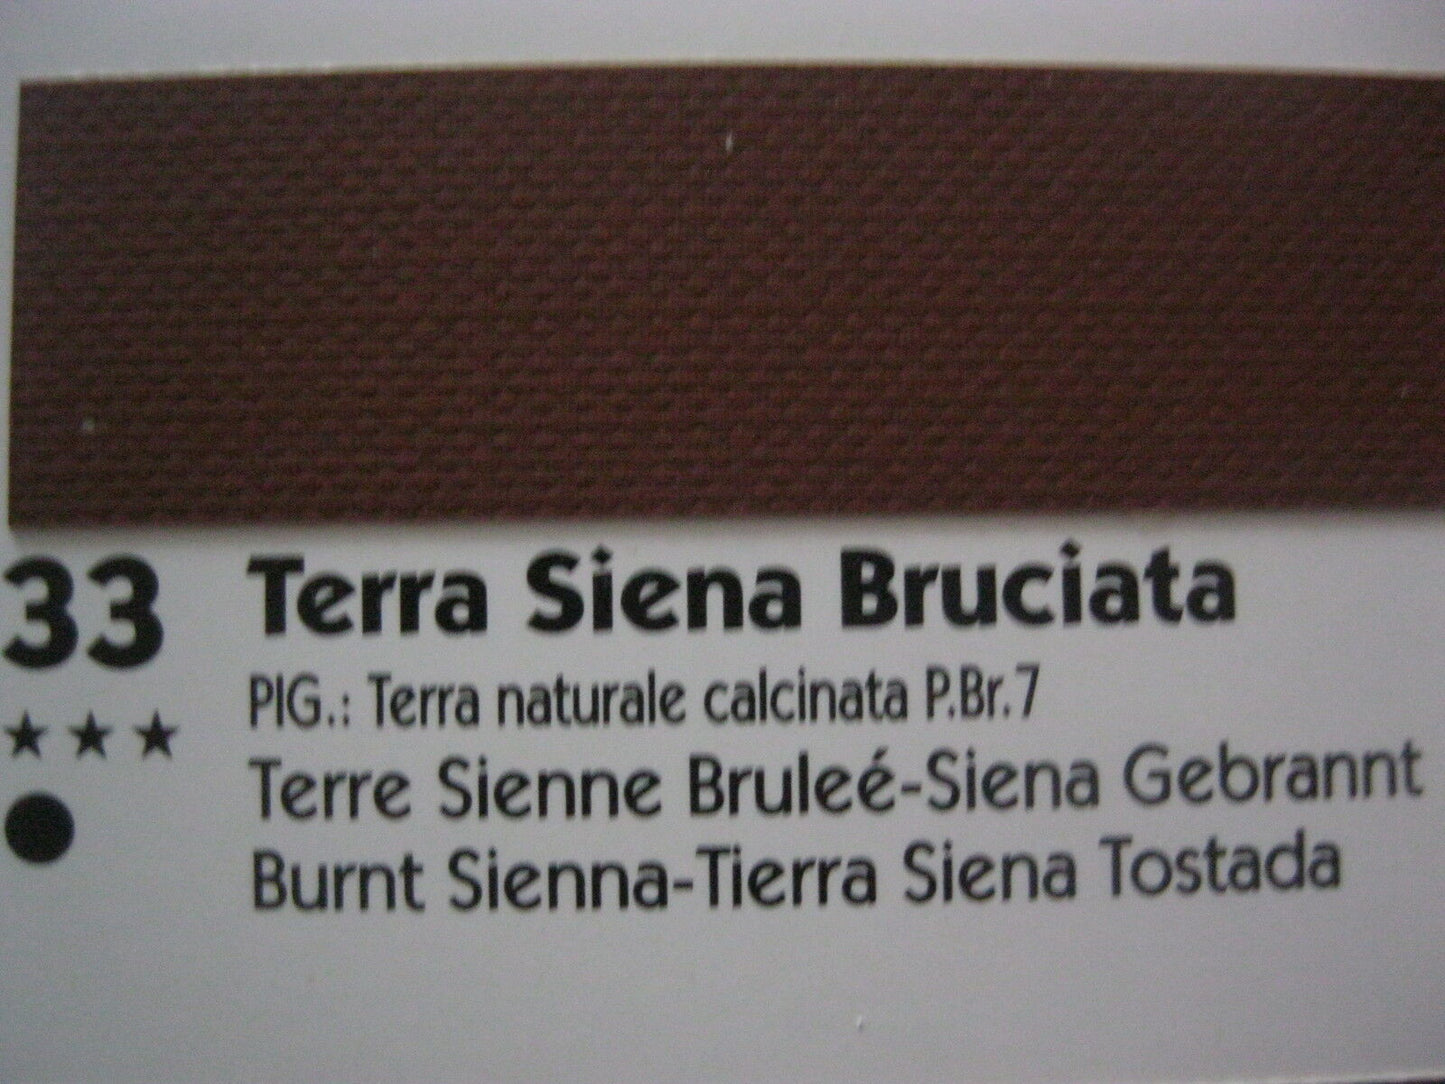 33 Terra Siena Bruciata
PIG.: Terra naturale calcinata P.Br.7
★★★
Terre Sienne Bruleé-Siena Gebrannt
Burnt Sienna-Tierra Siena Tostada